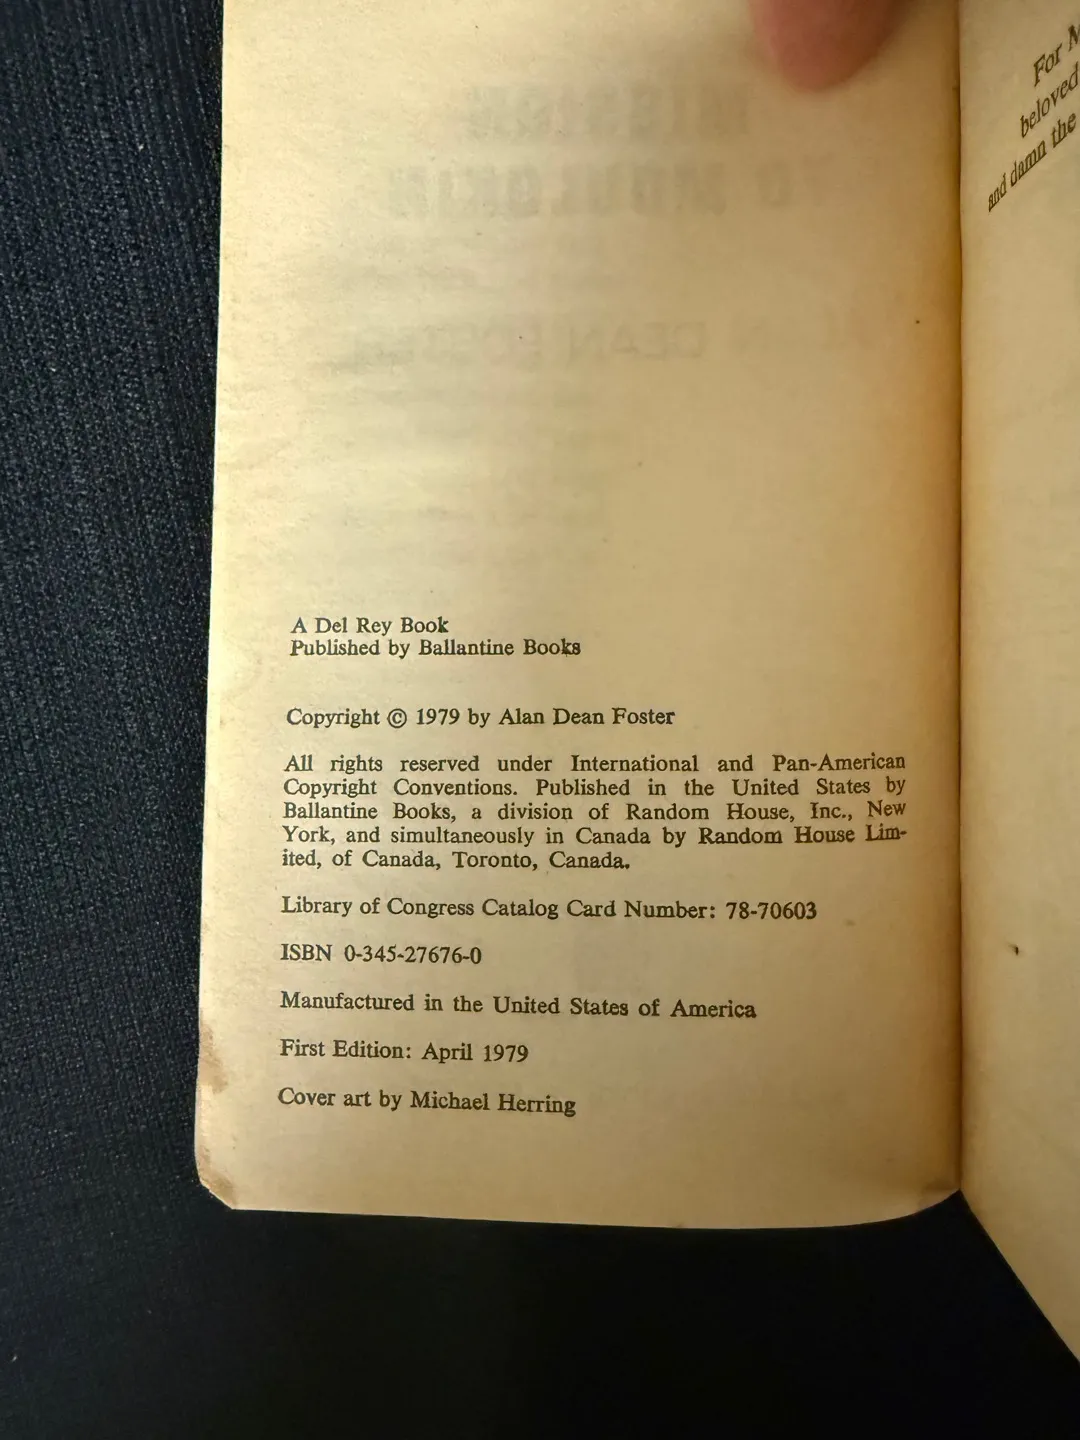 A Del Rey Book
Published by Ballantine Books
Copyright © 1979 by Alan Dean Foster
All rights reserved under International and Pan-American
Copyright Conventions. Published in the United States by
Ballantine Books, a division of Random House, Inc., New
York, and simultaneously in Canada by Random House Lim-
ited, of Canada, Toronto, Canada.
Library of Congress Catalog Card Number: 78-70603
ISBN 0-345-27676-0
Manufactured in the United States of America
First Edition: April 1979
Cover art by Michael Herring
For
beloved
and damn the